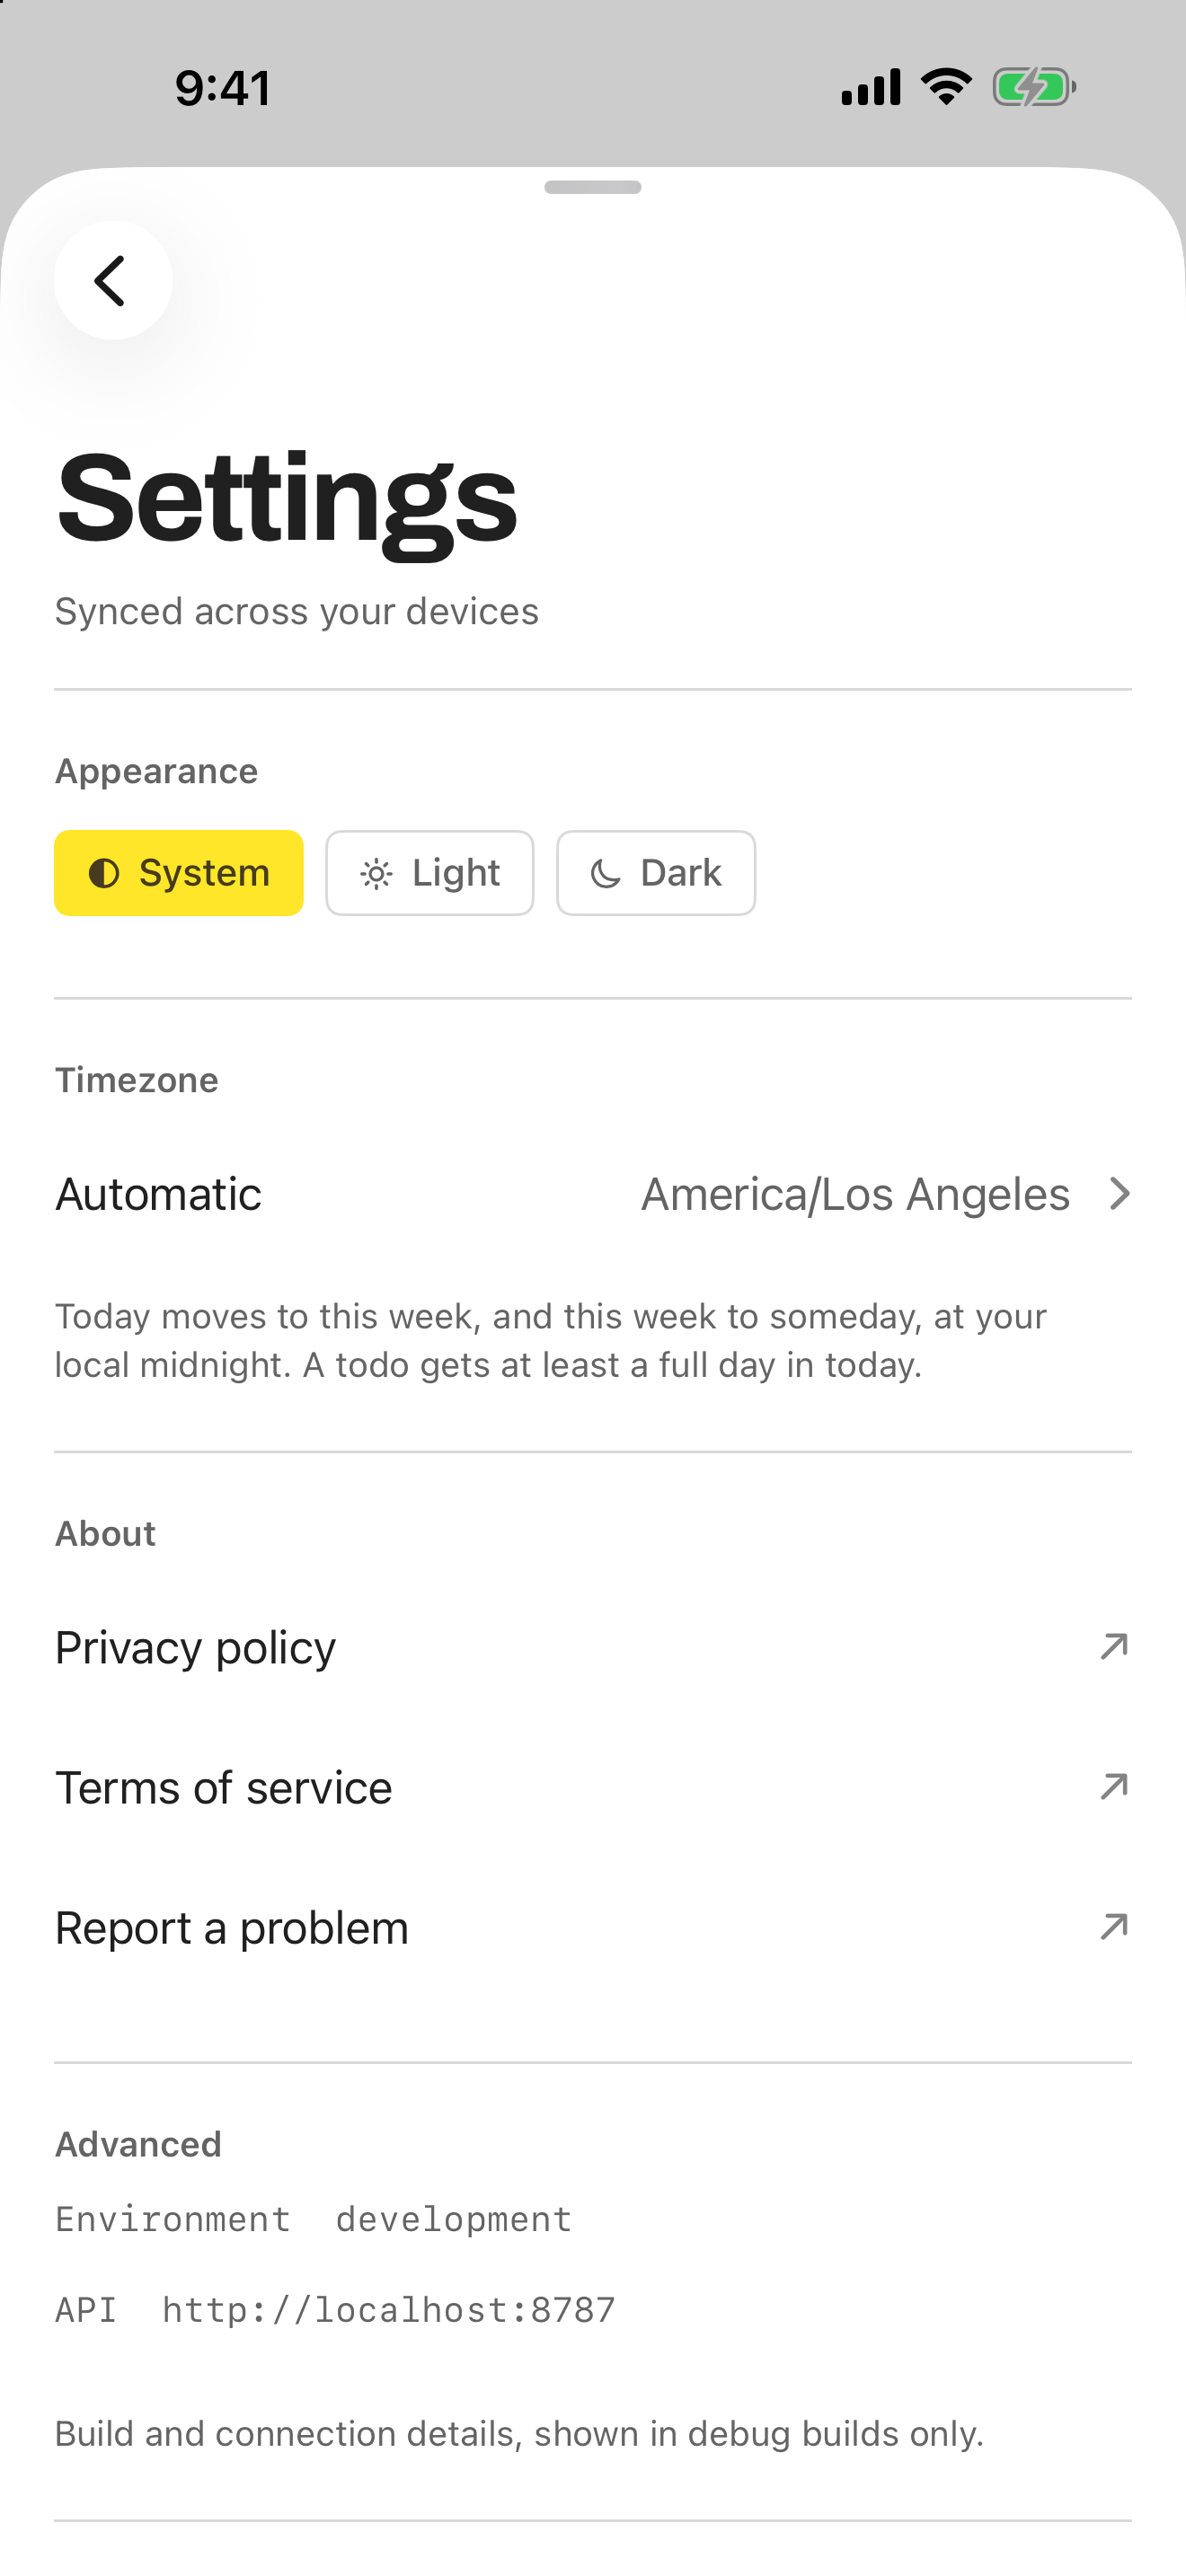 9:41
Settings
Synced across your devices
Appearance
System Light Dark
Timezone
Automatic America/Los Angeles
Today moves to this week, and this week to someday, at your
local midnight. A todo gets at least a full day in today.
About
Privacy policy
Terms of service
Report a problem
Advanced
Environment development
API http://localhost:8787
Build and connection details, shown in debug builds only.